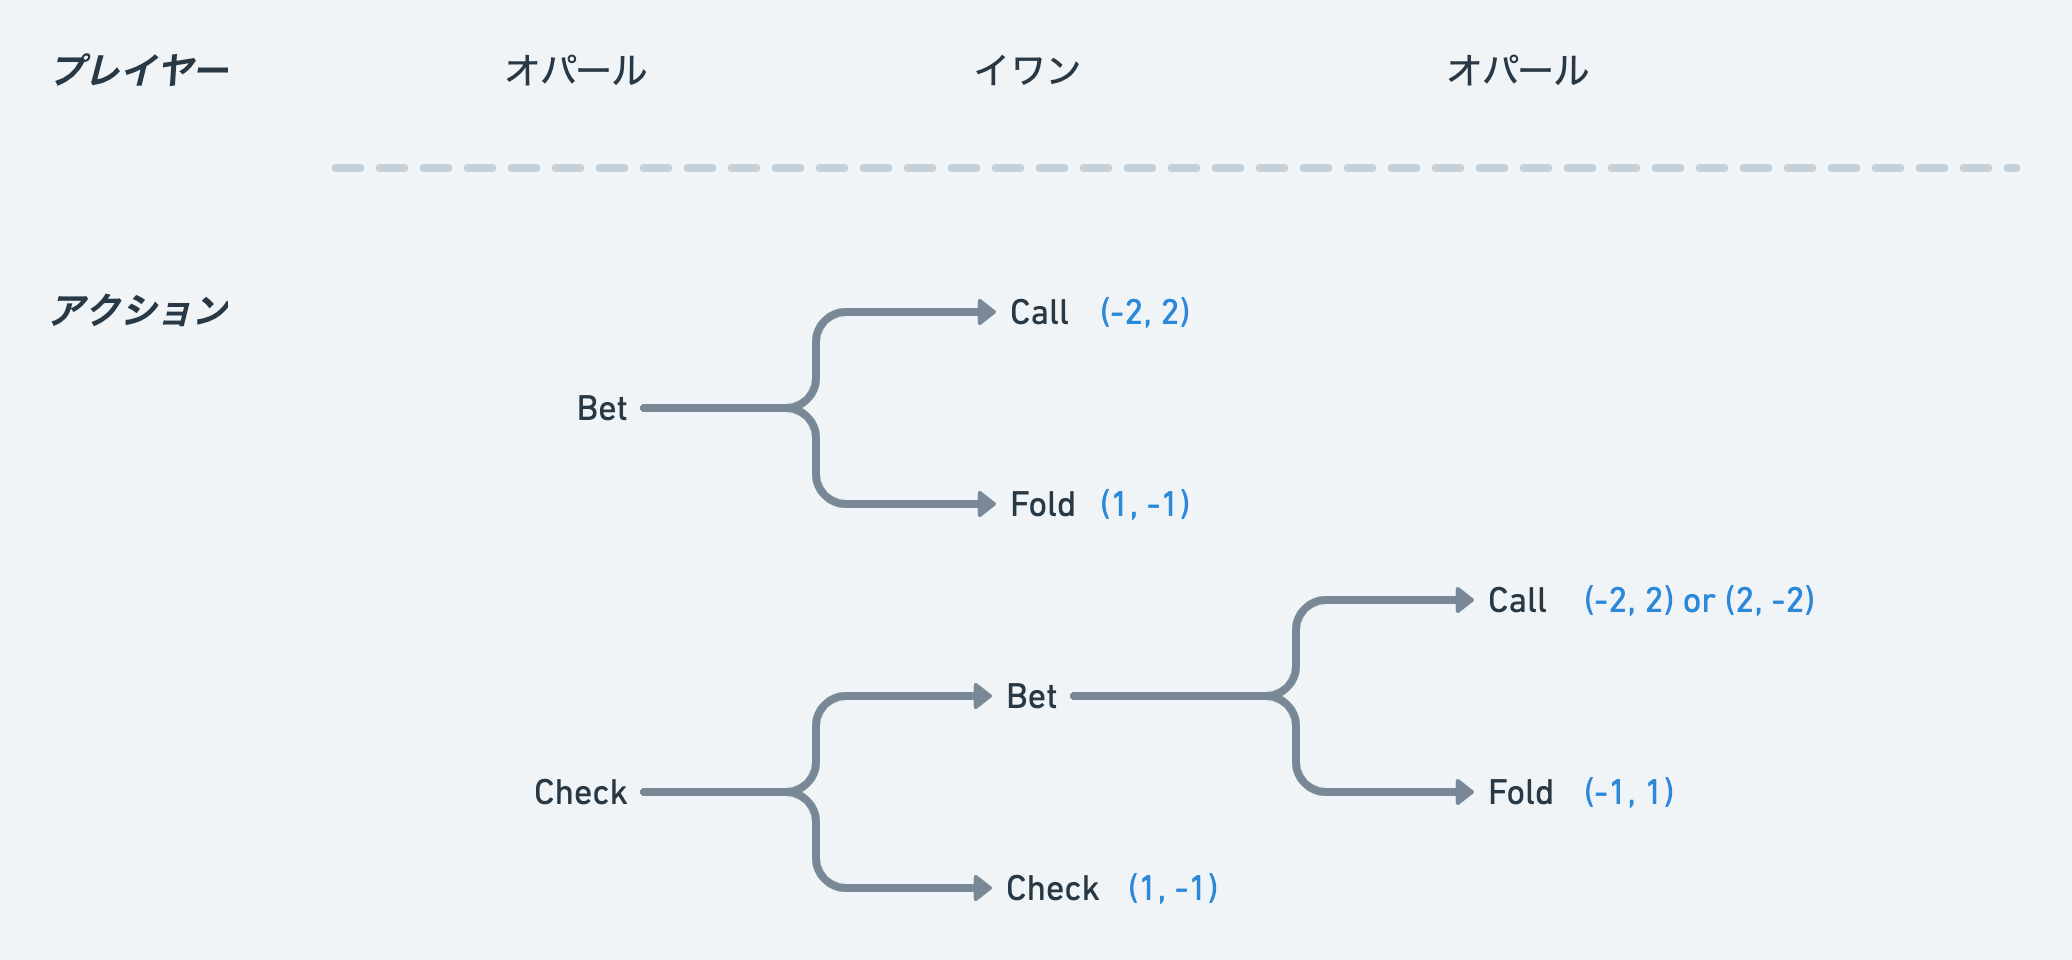 プレイヤー オパール イワン オパール
アクション
Call (-2, 2)
Bet
Fold (1, -1)
Call (-2, 2) or (2, -2)
Bet
Check
Fold (-1, 1)
Check (1, -1)